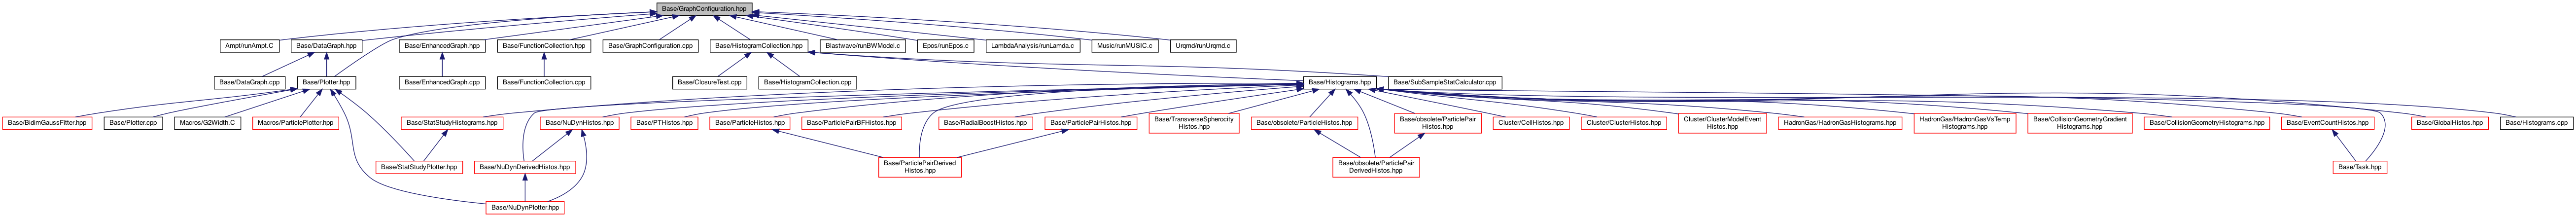 Base/GraphConfiguration.hpp
Ampt/runAmpt.C
Base/DataGraph.hpp
Base/EnhancedGraph.hpp
Base/FunctionCollection.hpp
Base/GraphConfiguration.cpp
Base/HistogramCollection.hpp
Blastwave/runBWModel.c
Epos/runEpos.c
LambdaAnalysis/runLamda.c
Music/runMUSIC.c
Urqmd/runUrqmd.c
Base/DataGraph.cpp
Base/Plotter.hpp
Base/EnhancedGraph.cpp
Base/FunctionCollection.cpp
Base/ClosureTest.cpp
Base/HistogramCollection.cpp
Base/Histograms.hpp
Base/SubSampleStatCalculator.cpp
Base/BidimGaussFitter.hpp
Base/Plotter.cpp
Macros/G2Width.C
Macros/ParticlePlotter.hpp
Base/StatStudyHistograms.hpp
Base/NuDynHistos.hpp
Base/PTHistos.hpp
Base/ParticleHistos.hpp
Base/ParticlePairBFHistos.hpp
Base/RadialBoostHistos.hpp
Base/ParticlePairHistos.hpp
Base/TransverseSpherocity
Histos.hpp
Base/obsolete/ParticleHistos.hpp
Base/obsolete/ParticlePair
Histos.hpp
Cluster/CellHistos.hpp
Cluster/ClusterHistos.hpp
Cluster/ClusterModelEvent
Histos.hpp
HadronGas/HadronGasHistograms.hpp
HadronGas/HadronGasVsTemp
Histograms.hpp
Base/CollisionGeometryGradient
Histograms.hpp
Base/CollisionGeometryHistograms.hpp
Base/EventCountHistos.hpp
Base/GlobalHistos.hpp
Base/Histograms.cpp
Base/StatStudyPlotter.hpp
Base/NuDynDerivedHistos.hpp
Base/ParticlePairDerived
Histos.hpp
Base/obsolete/ParticlePair
DerivedHistos.hpp
Base/Task.hpp
Base/NuDynPlotter.hpp